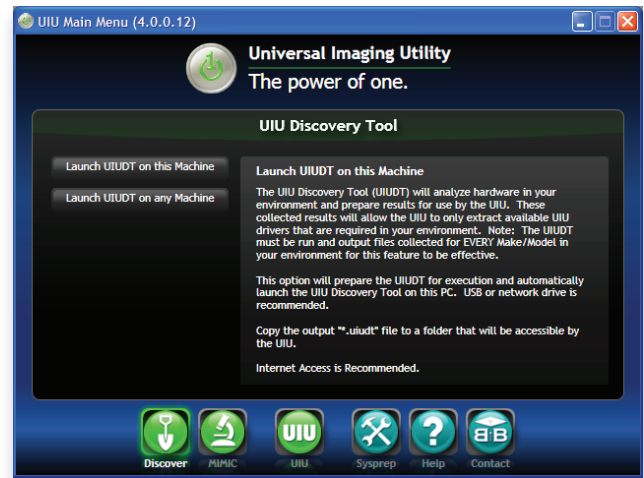 UIU Main Menu (4.0.0.12)
Universal Imaging Utility
The power of one.
UIU Discovery Tool
Launch UIUDT on this Machine
Launch UIUDT on any Machine
Launch UIUDT on this Machine
The UIU Discovery Tool (UIUDT) will analyze hardware in your
environment and prepare results for use by the UIU.  These
collected results will allow the UIU to only extract available UIU
drivers that are required in your environment.  Note:  The UIUDT
must be run and output files collected for EVERY Make/Model in
your environment for this feature to be effective.
This option will prepare the UIUDT for execution and automatically
launch the UIU Discovery Tool on this PC.  USB or network drive is
recommended.
Copy the output "*.uiudt" file to a folder that will be accessible by
the UIU.
Internet Access is Recommended.
UIU
?
B·B
Discover
MIMIC
UIU
Sysprep
Help
Contact